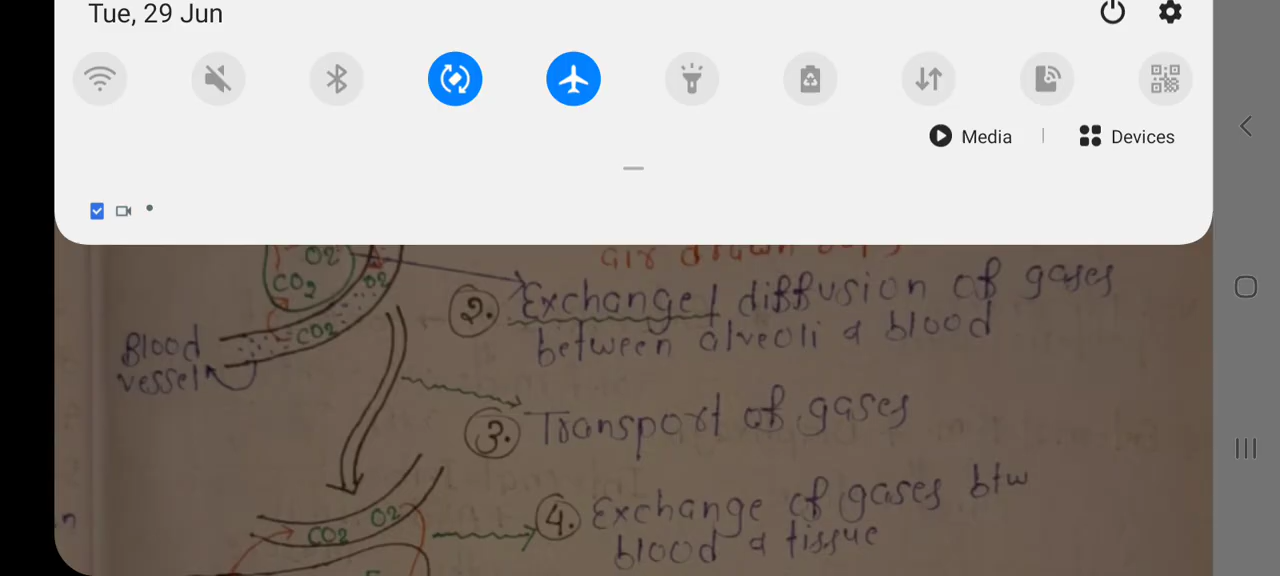 Tue, 29 Jun
Media
Devices
O2
CO2
O2
CO2
Blood
vessel
2. Exchange/ diffusion of gases
between alveoli & blood
3. Transport of gases
4. Exchange of gases btw
blood & tissue
O2
CO2